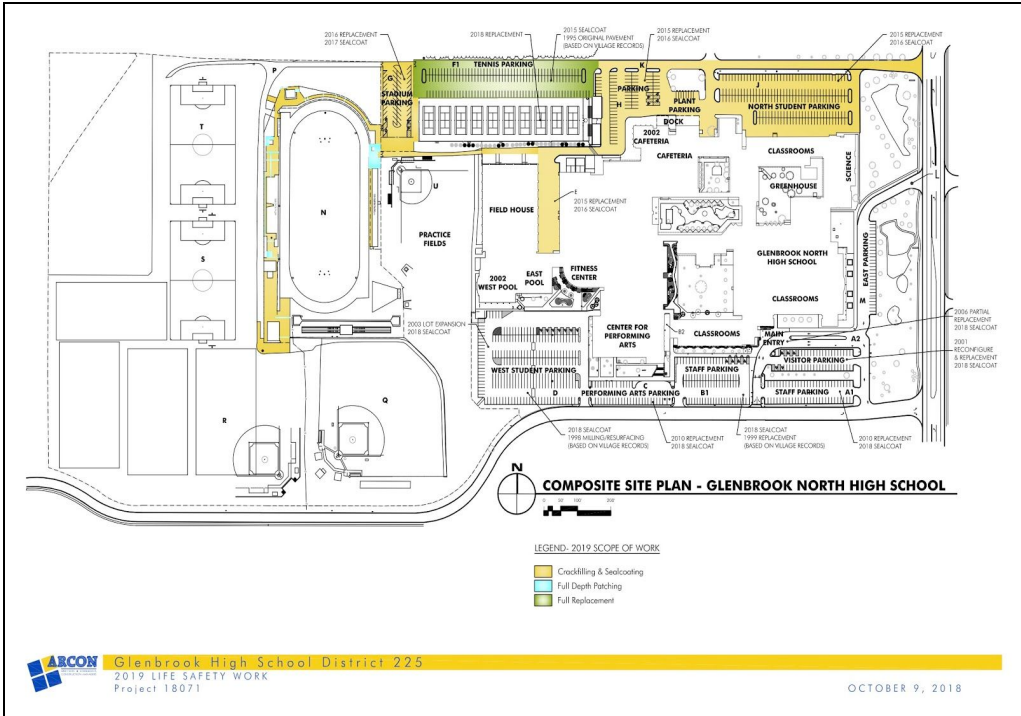 2016 REPLACEMENT
2017 SEALCOAT
2018 REPLACEMENT
2015 SEALCOAT
1995 ORIGINAL PAVEMENT
(BASED ON VILLAGE RECORDS)
2015 REPLACEMENT
2016 SEALCOAT
2015 REPLACEMENT
2016 SEALCOAT
P
G
STADIUM
PARKING
F1 TENNIS PARKING
K
PARKING
H
PLANT
PARKING
DOCK
J
NORTH STUDENT PARKING
2002
CAFETERIA
CAFETERIA
CLASSROOMS
SCIENCE
GREENHOUSE
T
N
U
PRACTICE
FIELDS
FIELD HOUSE
2015 REPLACEMENT
2016 SEALCOAT
L
S
GLENBROOK NORTH
HIGH SCHOOL
EAST PARKING
M
2002
WEST POOL
EAST
POOL
FITNESS
CENTER
CLASSROOMS
2003 LOT EXPANSION
2018 SEALCOAT
CENTER FOR
PERFORMING
ARTS
B2
CLASSROOMS
MAIN
ENTRY
A2
2006 PARTIAL
REPLACEMENT
2018 SEALCOAT
2001
RECONFIGURE
& REPLACEMENT
2018 SEALCOAT
WEST STUDENT PARKING
STAFF PARKING
VISITOR PARKING
D
C
PERFORMING ARTS PARKING
B1
STAFF PARKING
A1
R
Q
2018 SEALCOAT
1998 MILLING/RESURFACING
(BASED ON VILLAGE RECORDS)
2010 REPLACEMENT
2018 SEALCOAT
2018 SEALCOAT
1999 REPLACEMENT
(BASED ON VILLAGE RECORDS)
2010 REPLACEMENT
2018 SEALCOAT
N
COMPOSITE SITE PLAN - GLENBROOK NORTH HIGH SCHOOL
0 50' 100' 200'
LEGEND- 2019 SCOPE OF WORK
Crackfilling & Sealcoating
Full Depth Patching
Full Replacement
ARCON
Glenbrook High School District 225
2019 LIFE SAFETY WORK
Project 18071
OCTOBER 9, 2018